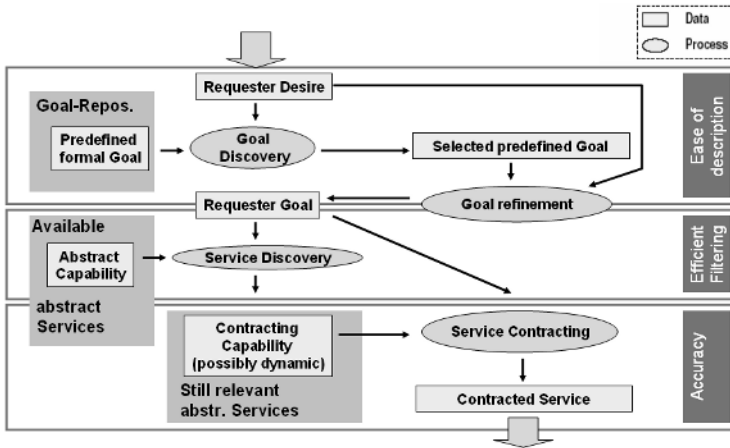 Data
Process
Requester Desire
Goal-Repos.
Predefined
formal Goal
Goal
Discovery
Selected predefined Goal
Ease of
description
Requester Goal
Goal refinement
Available
Abstract
Capability
Service Discovery
Efficient
Filtering
abstract
Services
Contracting
Capability
(possibly dynamic)
Service Contracting
Still relevant
abstr. Services
Contracted Service
Accuracy